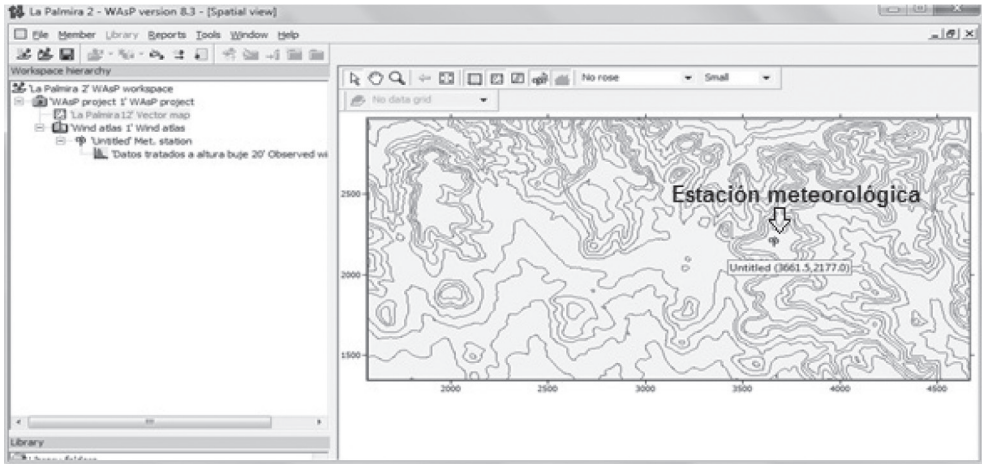 La Palmira 2 - WAsP version 8.3 - [Spatial view]
File Member Library Reports Tools Window Help
Workspace hierarchy
'La Palmira 2' WAsP workspace
'WAsP project 1' WAsP project
'La Palmira12' Vector map
'Wind atlas 1' Wind atlas
'Untitled' Met. station
'Datos tratados a altura buje 20' Observed wi
Library
No rose
Small
No data grid
Estación meteorológica
Untitled (3661.5,2177.0)
2500
2000
1500
2000 2500 3000 3500 4000 4500